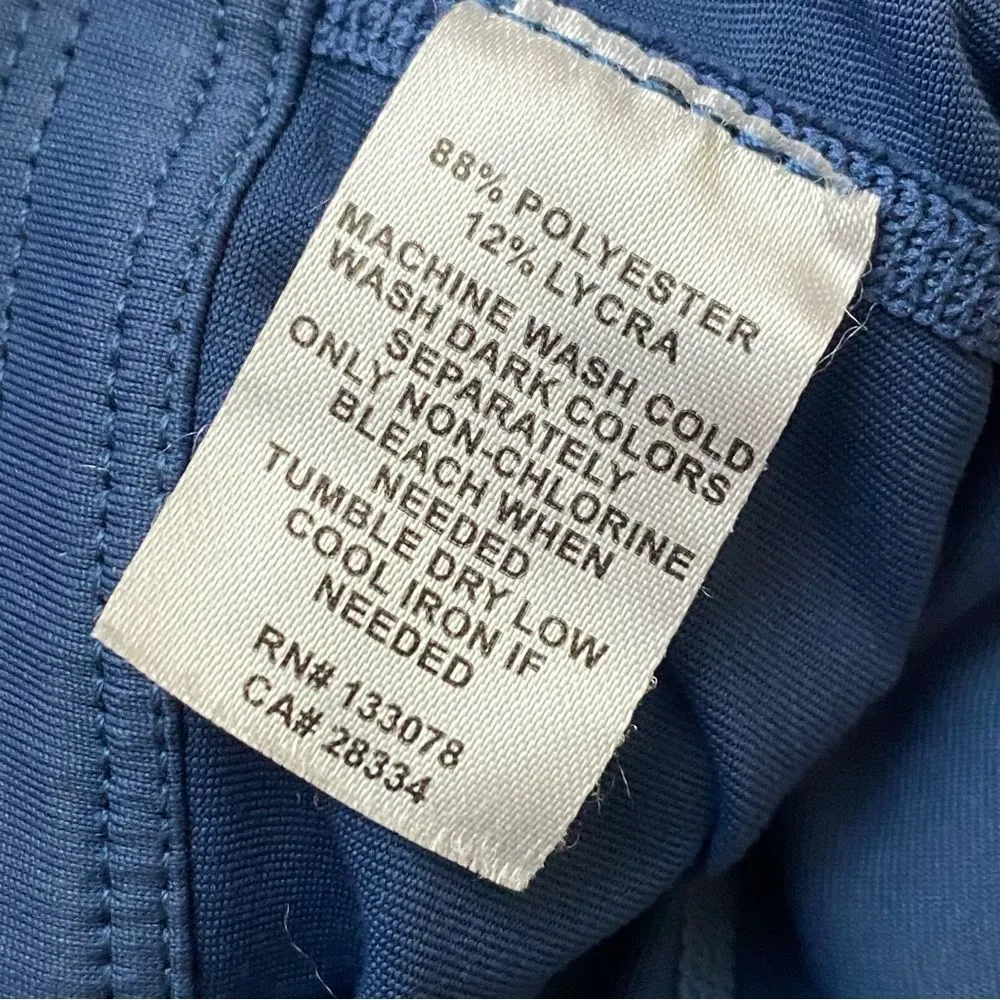 88% POLYESTER
12% LYCRA
MACHINE WASH COLD
WASH DARK COLORS
SEPARATELY
ONLY NON-CHLORINE
BLEACH WHEN
NEEDED
TUMBLE DRY LOW
COOL IRON IF
NEEDED
RN# 133078
CA# 28334